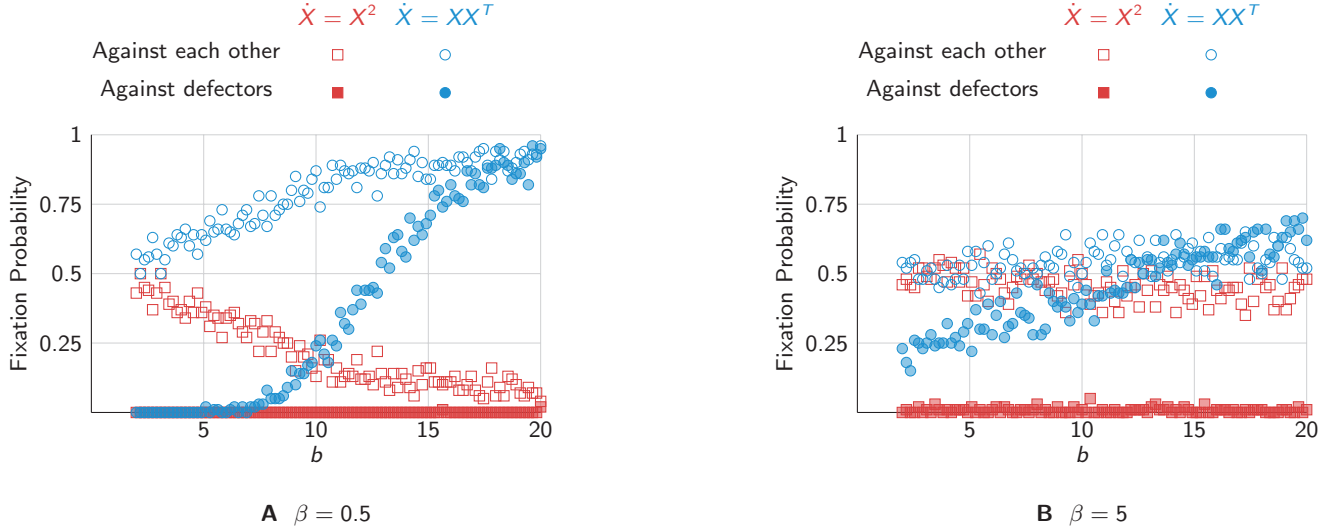 Ẋ = X² Ẋ = XXᵀ
Against each other
Against defectors
1
0.75
0.5
0.25
Fixation Probability
5 10 15 20
b
A β = 0.5
Ẋ = X² Ẋ = XXᵀ
Against each other
Against defectors
1
0.75
0.5
0.25
Fixation Probability
5 10 15 20
b
B β = 5